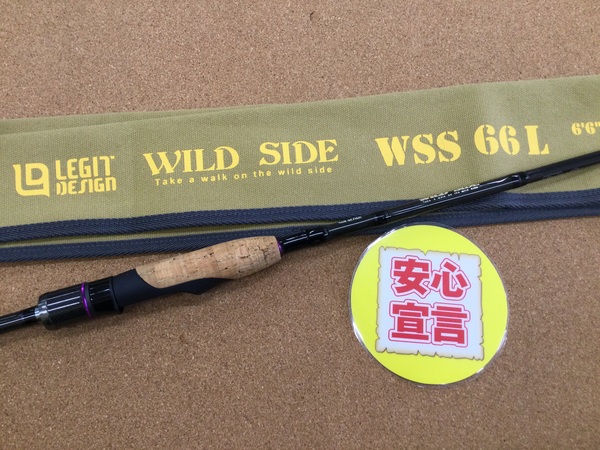 LEGIT
DESIGN
WILD SIDE
Take a walk on the wild side
WSS 66L
6'6"
安心
宣言